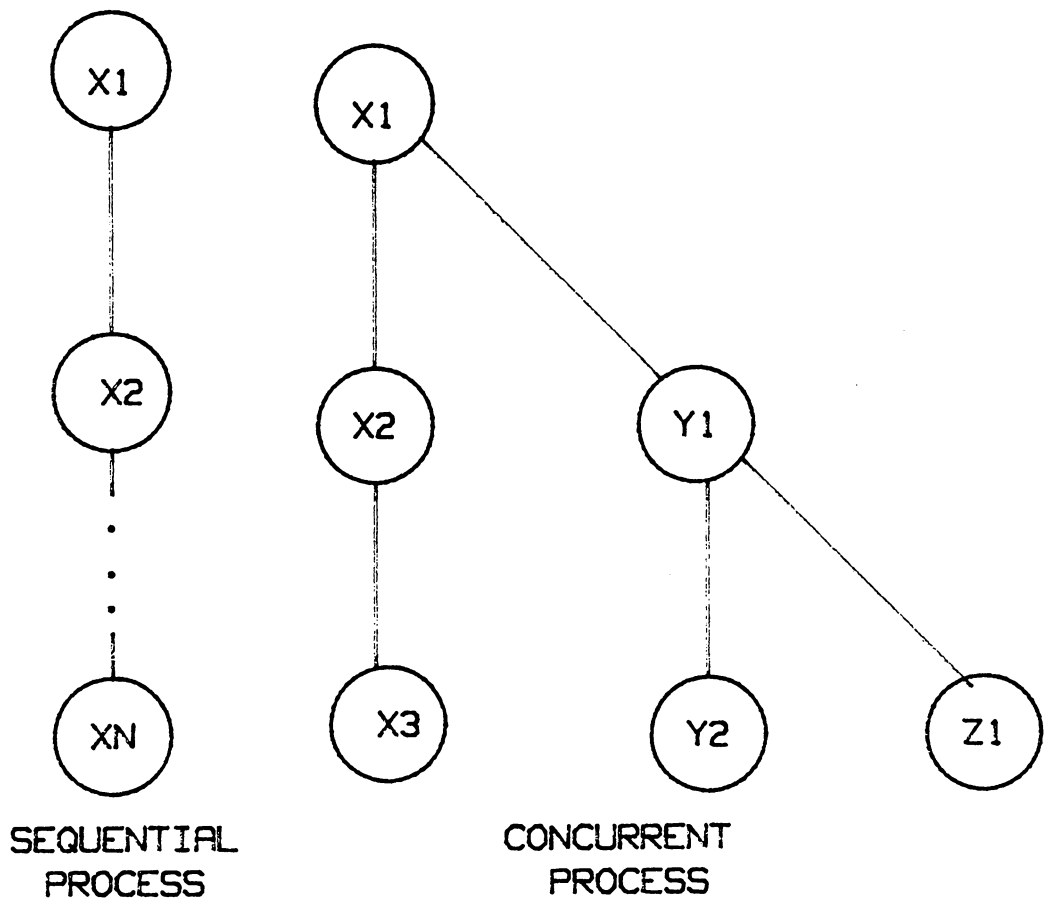 X1
X2
XN
SEQUENTIAL
PROCESS
X1
X2
Y1
X3
Y2
Z1
CONCURRENT
PROCESS